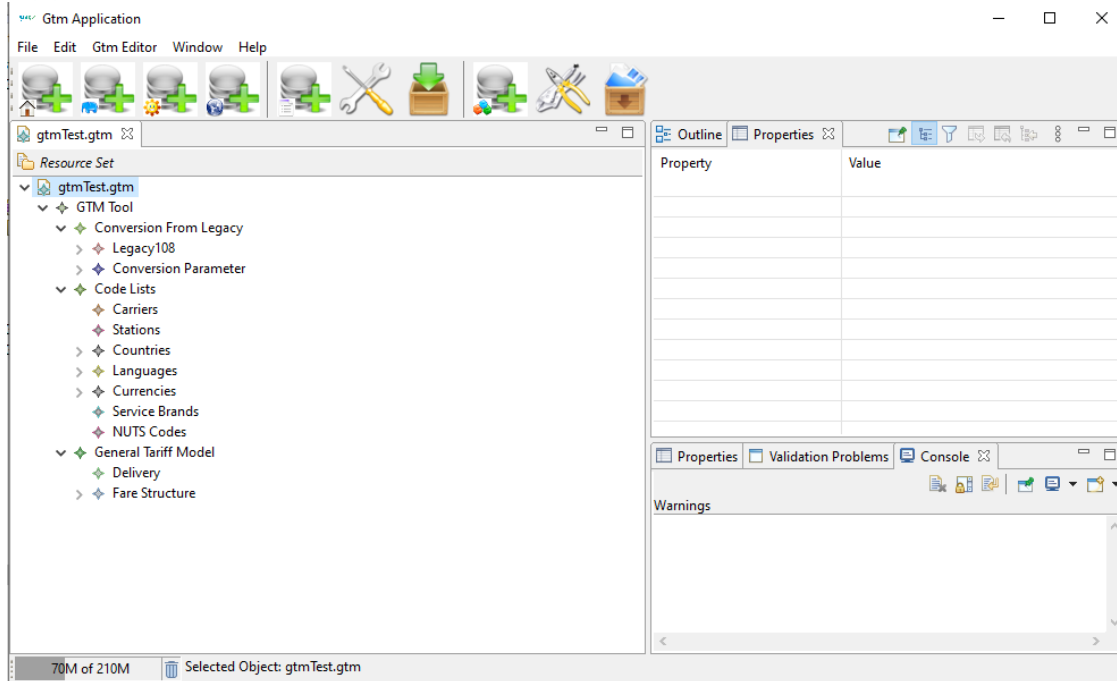 Gtm Application
File Edit Gtm Editor Window Help
gtmTest.gtm
Resource Set
gtmTest.gtm
GTM Tool
Conversion From Legacy
Legacy108
Conversion Parameter
Code Lists
Carriers
Stations
Countries
Languages
Currencies
Service Brands
NUTS Codes
General Tariff Model
Delivery
Fare Structure
Outline Properties
Property Value
Properties Validation Problems Console
Warnings
70M of 210M Selected Object: gtmTest.gtm